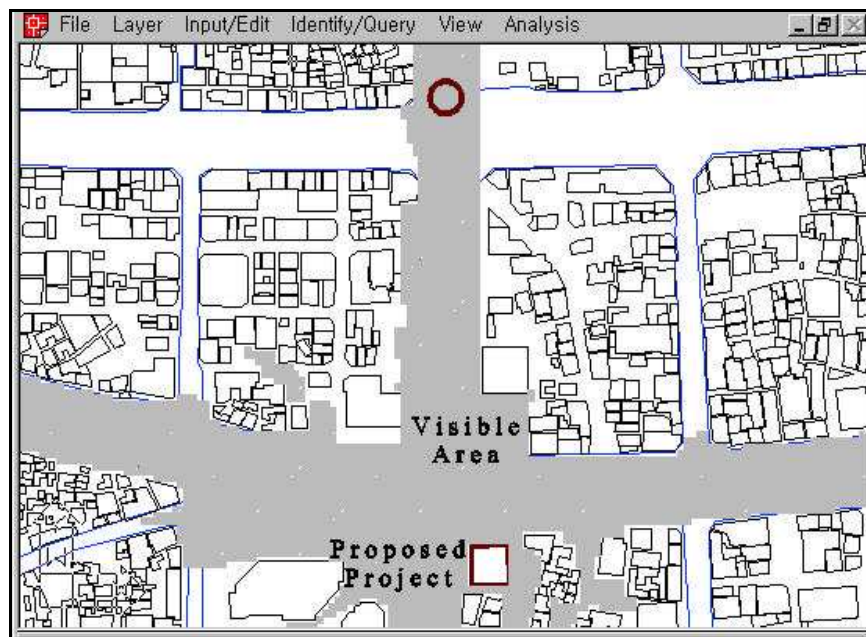 File Layer Input/Edit Identify/Query View Analysis
Visible
Area
Proposed
Project